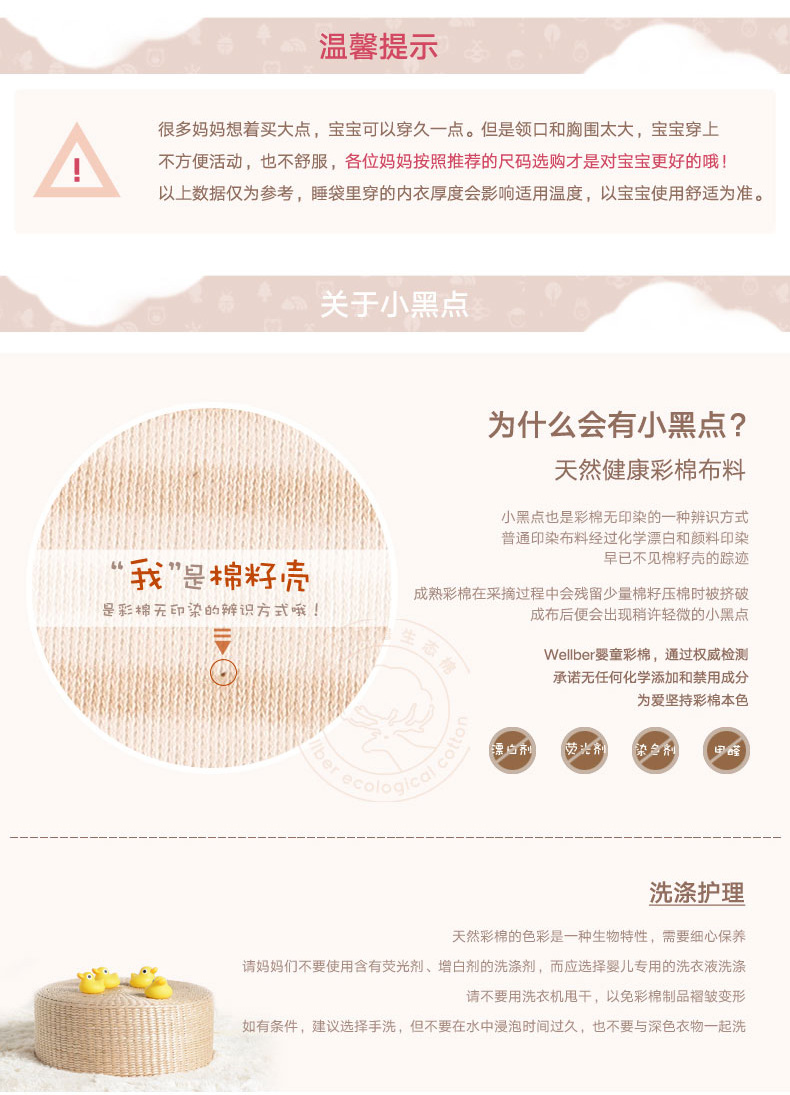 温馨提示
!
很多妈妈想着买大点，宝宝可以穿久一点。但是领口和胸围太大，宝宝穿上
不方便活动，也不舒服，各位妈妈按照推荐的尺码选购才是对宝宝更好的哦！
以上数据仅为参考，睡袋里穿的内衣厚度会影响适用温度，以宝宝使用舒适为准。
关于小黑点
为什么会有小黑点？
天然健康彩棉布料
小黑点也是彩棉无印染的一种辨识方式
普通印染布料经过化学漂白和颜料印染
早已不见棉籽壳的踪迹
成熟彩棉在采摘过程中会残留少量棉籽压棉时被挤破
成布后便会出现稍许轻微的小黑点
Wellber婴童彩棉，通过权威检测
承诺无任何化学添加和禁用成分
为爱坚持彩棉本色
漂白剂 荧光剂 染色剂 甲醛
“我”是棉籽壳
是彩棉无印染的辨识方式哦！
生态棉
llber ecological cotton
洗涤护理
天然彩棉的色彩是一种生物特性，需要细心保养
请妈妈们不要使用含有荧光剂、增白剂的洗涤剂，而应选择婴儿专用的洗衣液洗涤
请不要用洗衣机甩干，以免彩棉制品褶皱变形
如有条件，建议选择手洗，但不要在水中浸泡时间过久，也不要与深色衣物一起洗